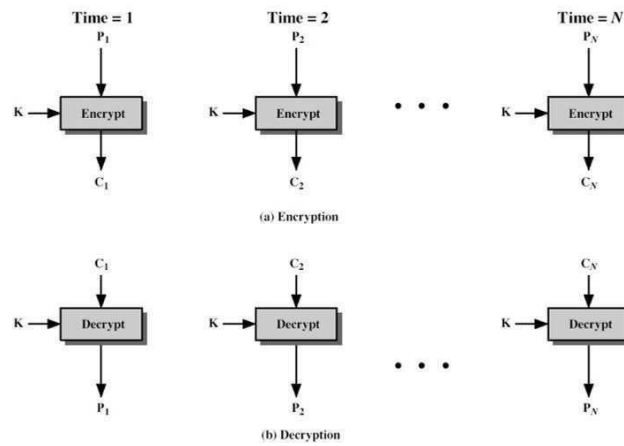 Time = 1 Time = 2 Time = N
P1 P2 PN
K Encrypt K Encrypt • • • K Encrypt
C1 C2 CN
(a) Encryption
C1 C2 CN
K Decrypt K Decrypt K Decrypt
• • •
P1 P2 PN
(b) Decryption